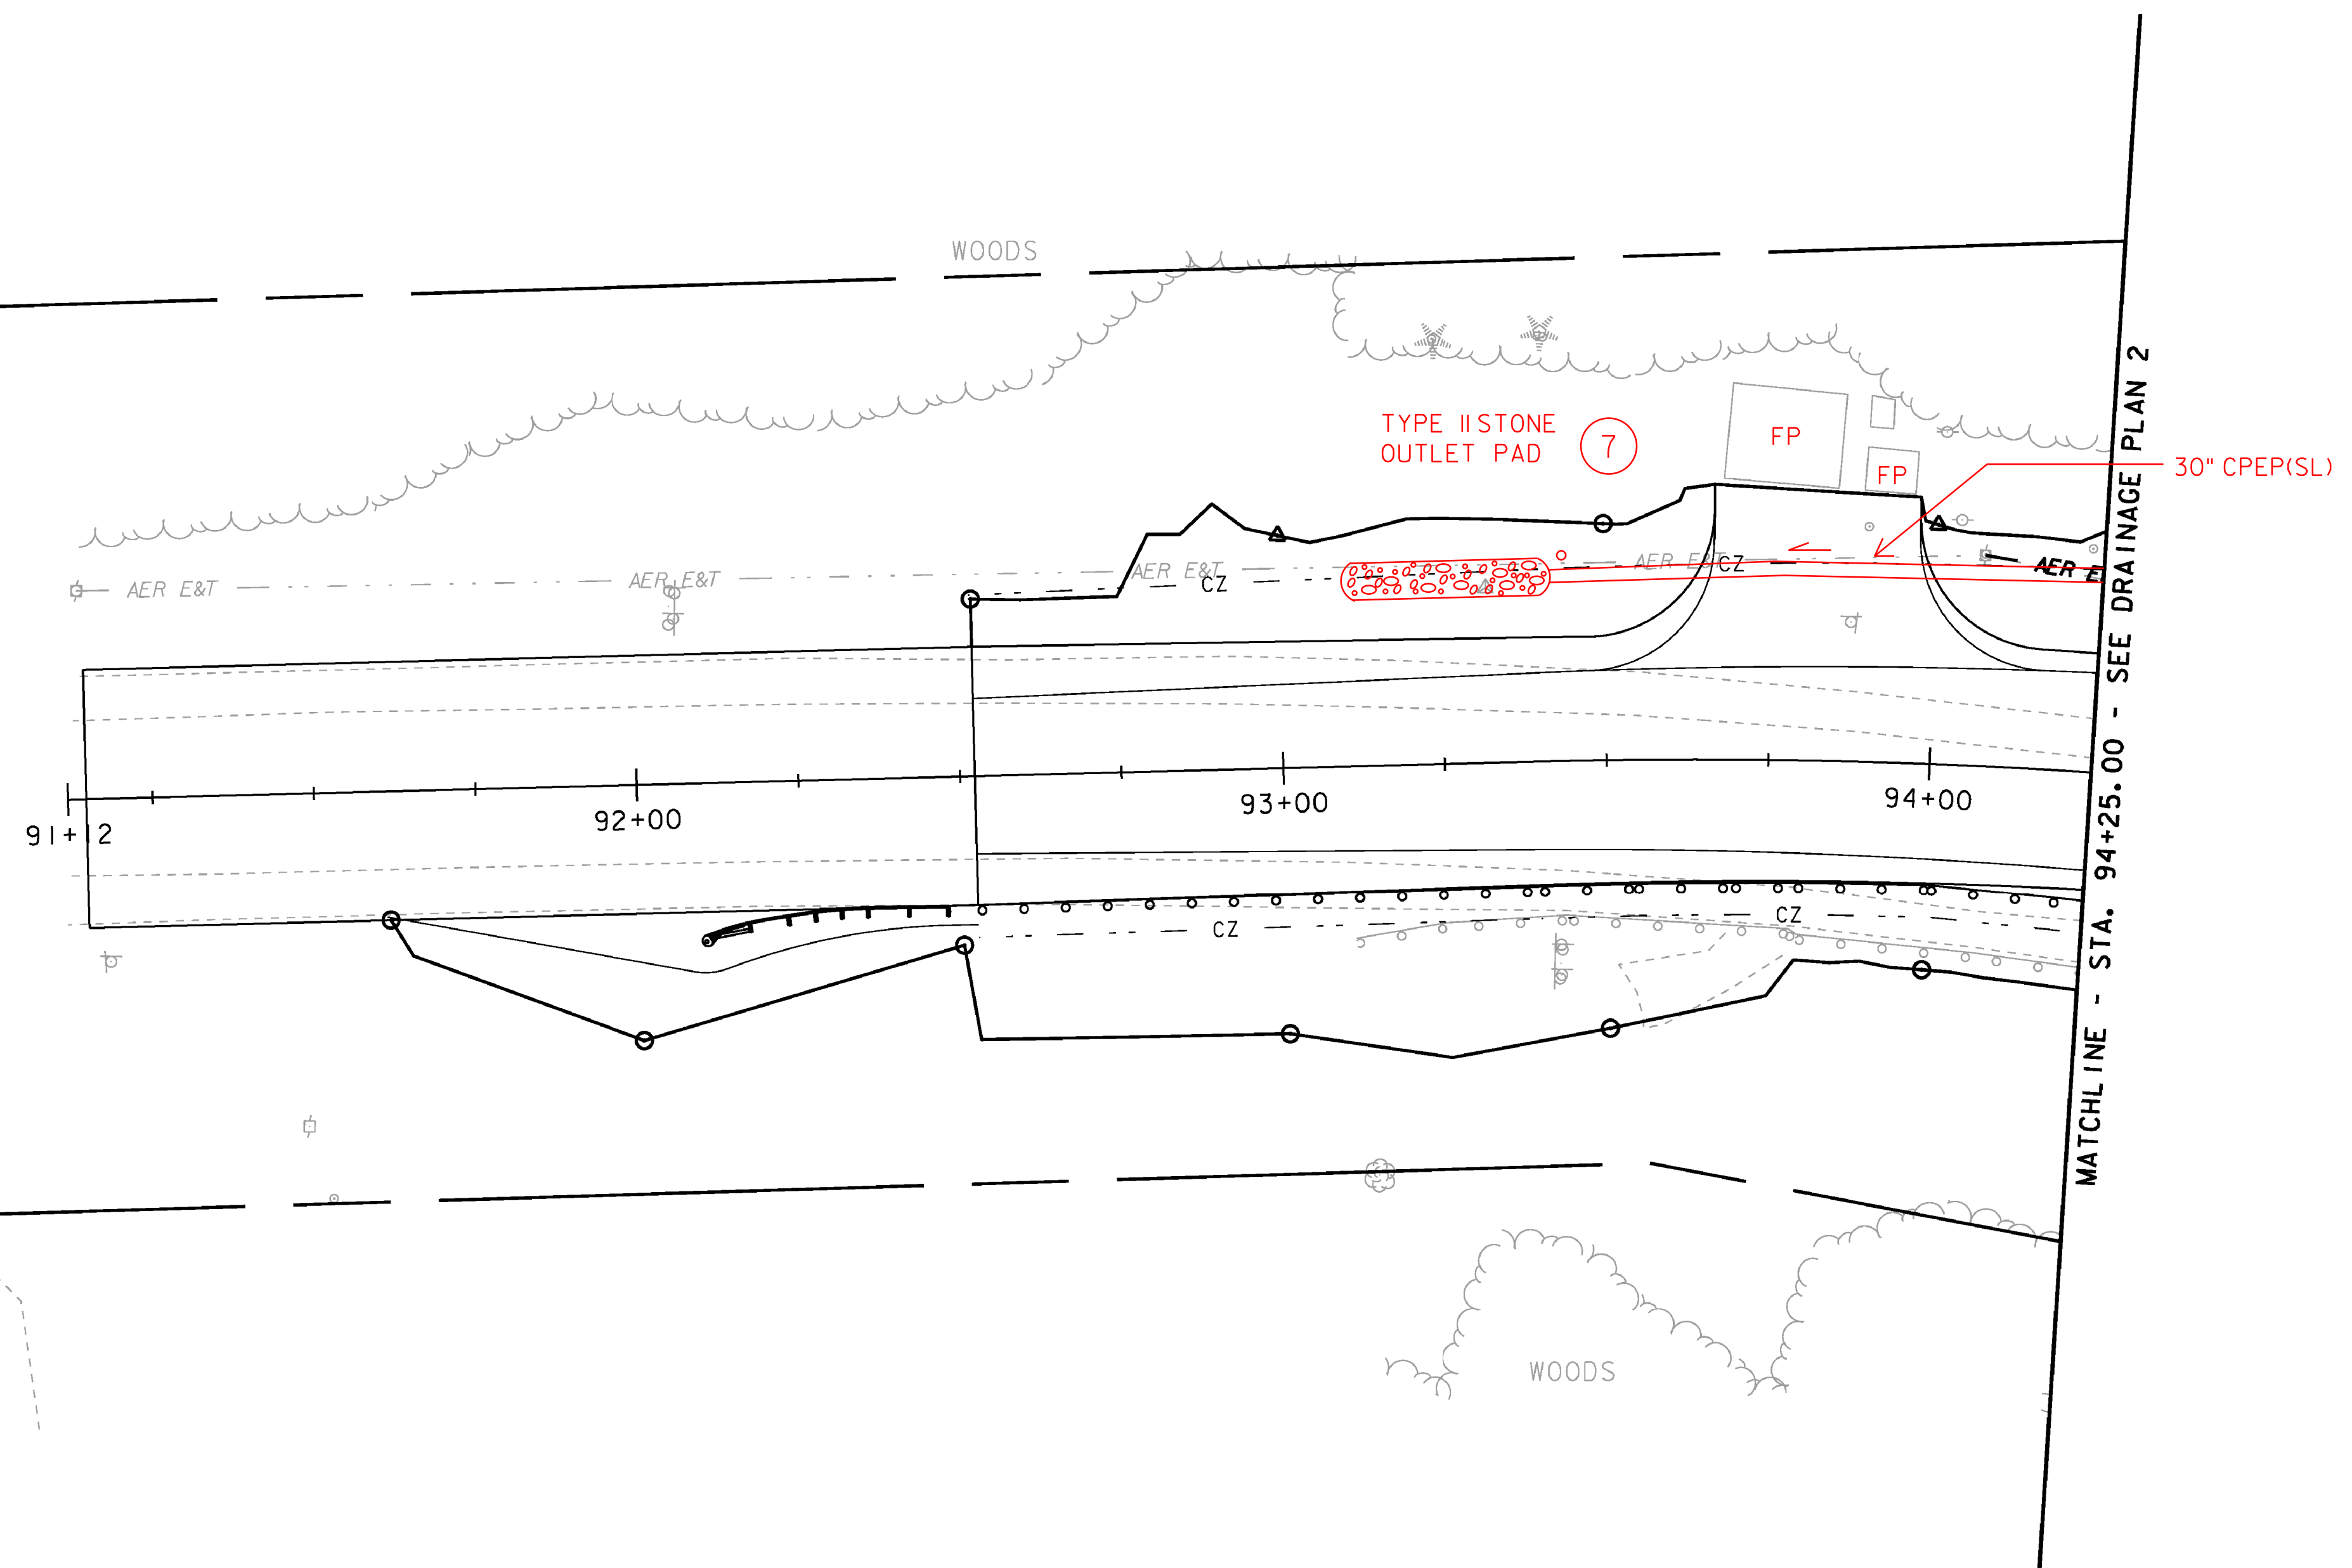 WOODS
TYPE II STONE
OUTLET PAD
7
FP
FP
30" CPEP(SL)
AER E&T
AER E&T
AER E&T
AER E&T
AER E
CZ
CZ
91+12
92+00
93+00
94+00
CZ
CZ
WOODS
MATCHLINE - STA. 94+25.00 - SEE DRAINAGE PLAN 2